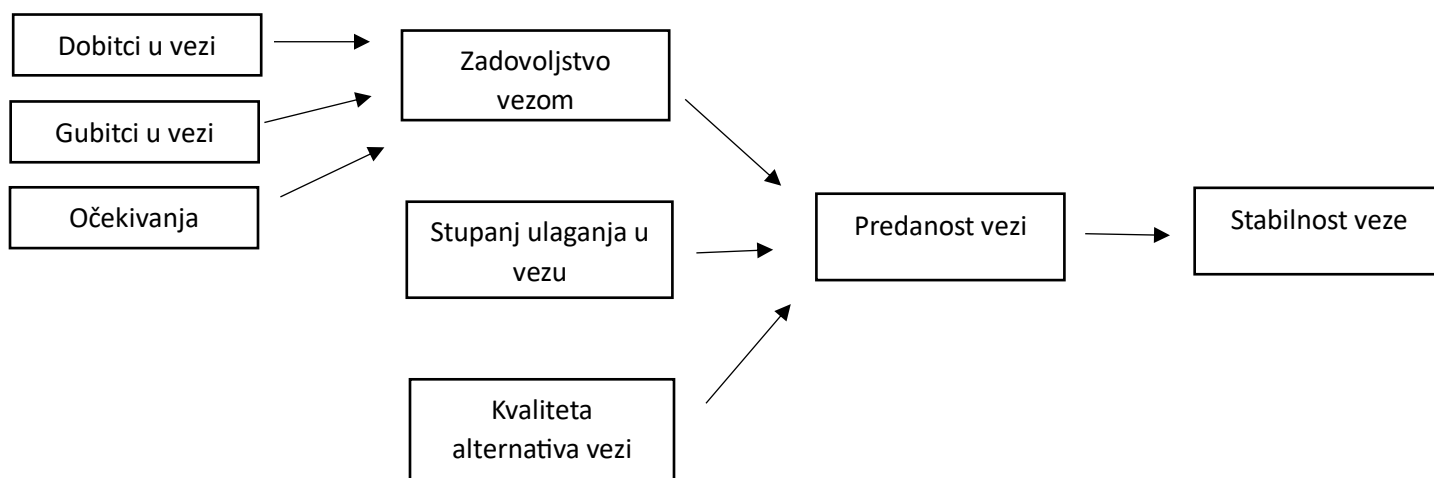 Dobitci u vezi
Gubitci u vezi
Očekivanja
Zadovoljstvo
vezom
Stupanj ulaganja u
vezu
Kvaliteta
alternativa vezi
Predanost vezi
Stabilnost veze